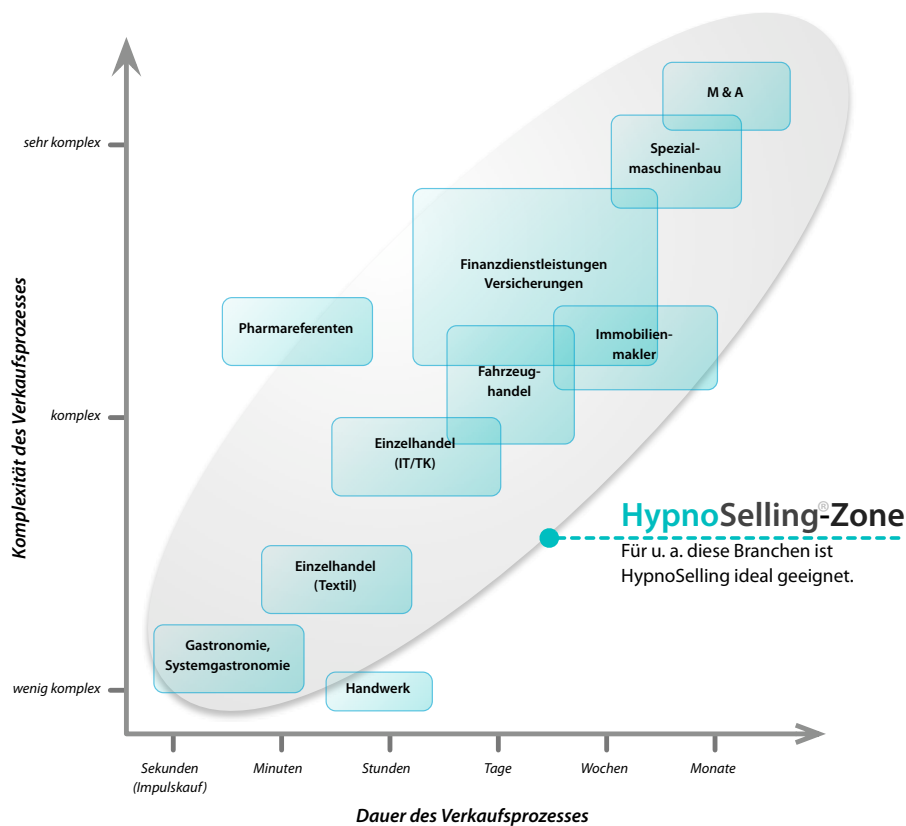 M & A
sehr komplex
Spezial-
maschinenbau
Finanzdienstleistungen
Versicherungen
Pharmareferenten
Immobilien-
makler
Fahrzeug-
handel
komplex
Einzelhandel
(IT/TK)
Komplexität des Verkaufsprozesses
HypnoSelling®-Zone
Für u. a. diese Branchen ist
HypnoSelling ideal geeignet.
Einzelhandel
(Textil)
Gastronomie,
Systemgastronomie
wenig komplex
Handwerk
Sekunden
(Impulskauf)
Minuten
Stunden
Tage
Wochen
Monate
Dauer des Verkaufsprozesses